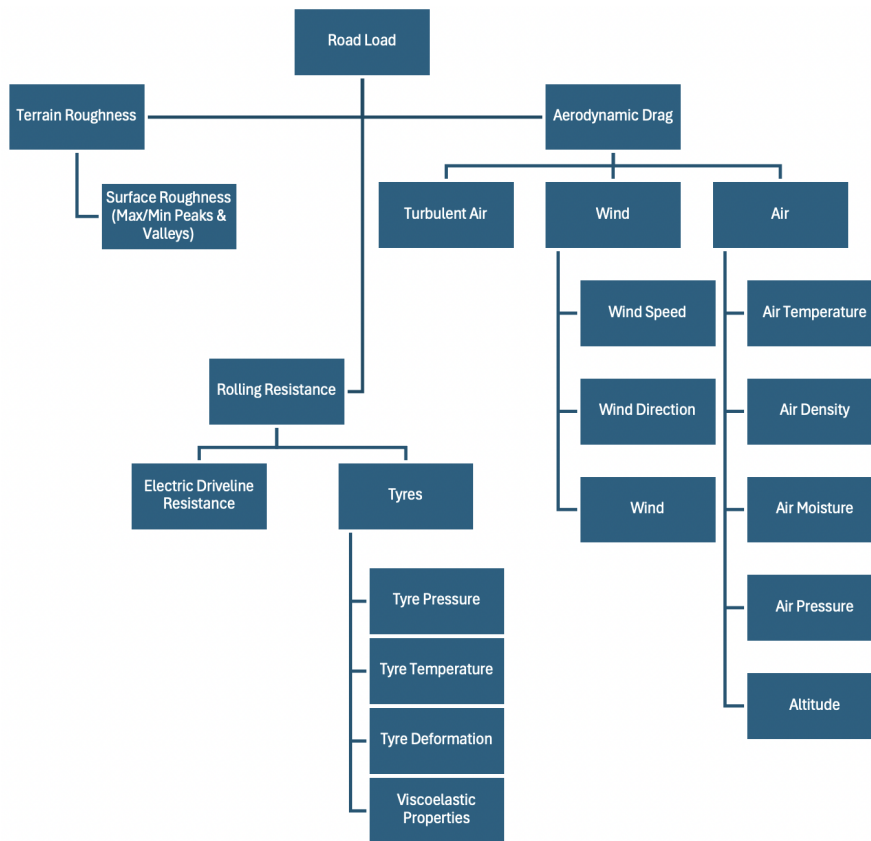 Road Load
Terrain Roughness
Aerodynamic Drag
Surface Roughness
(Max/Min Peaks &
Valleys)
Turbulent Air
Wind
Air
Wind Speed
Air Temperature
Rolling Resistance
Wind Direction
Air Density
Electric Driveline
Resistance
Tyres
Wind
Air Moisture
Tyre Pressure
Air Pressure
Tyre Temperature
Altitude
Tyre Deformation
Viscoelastic
Properties